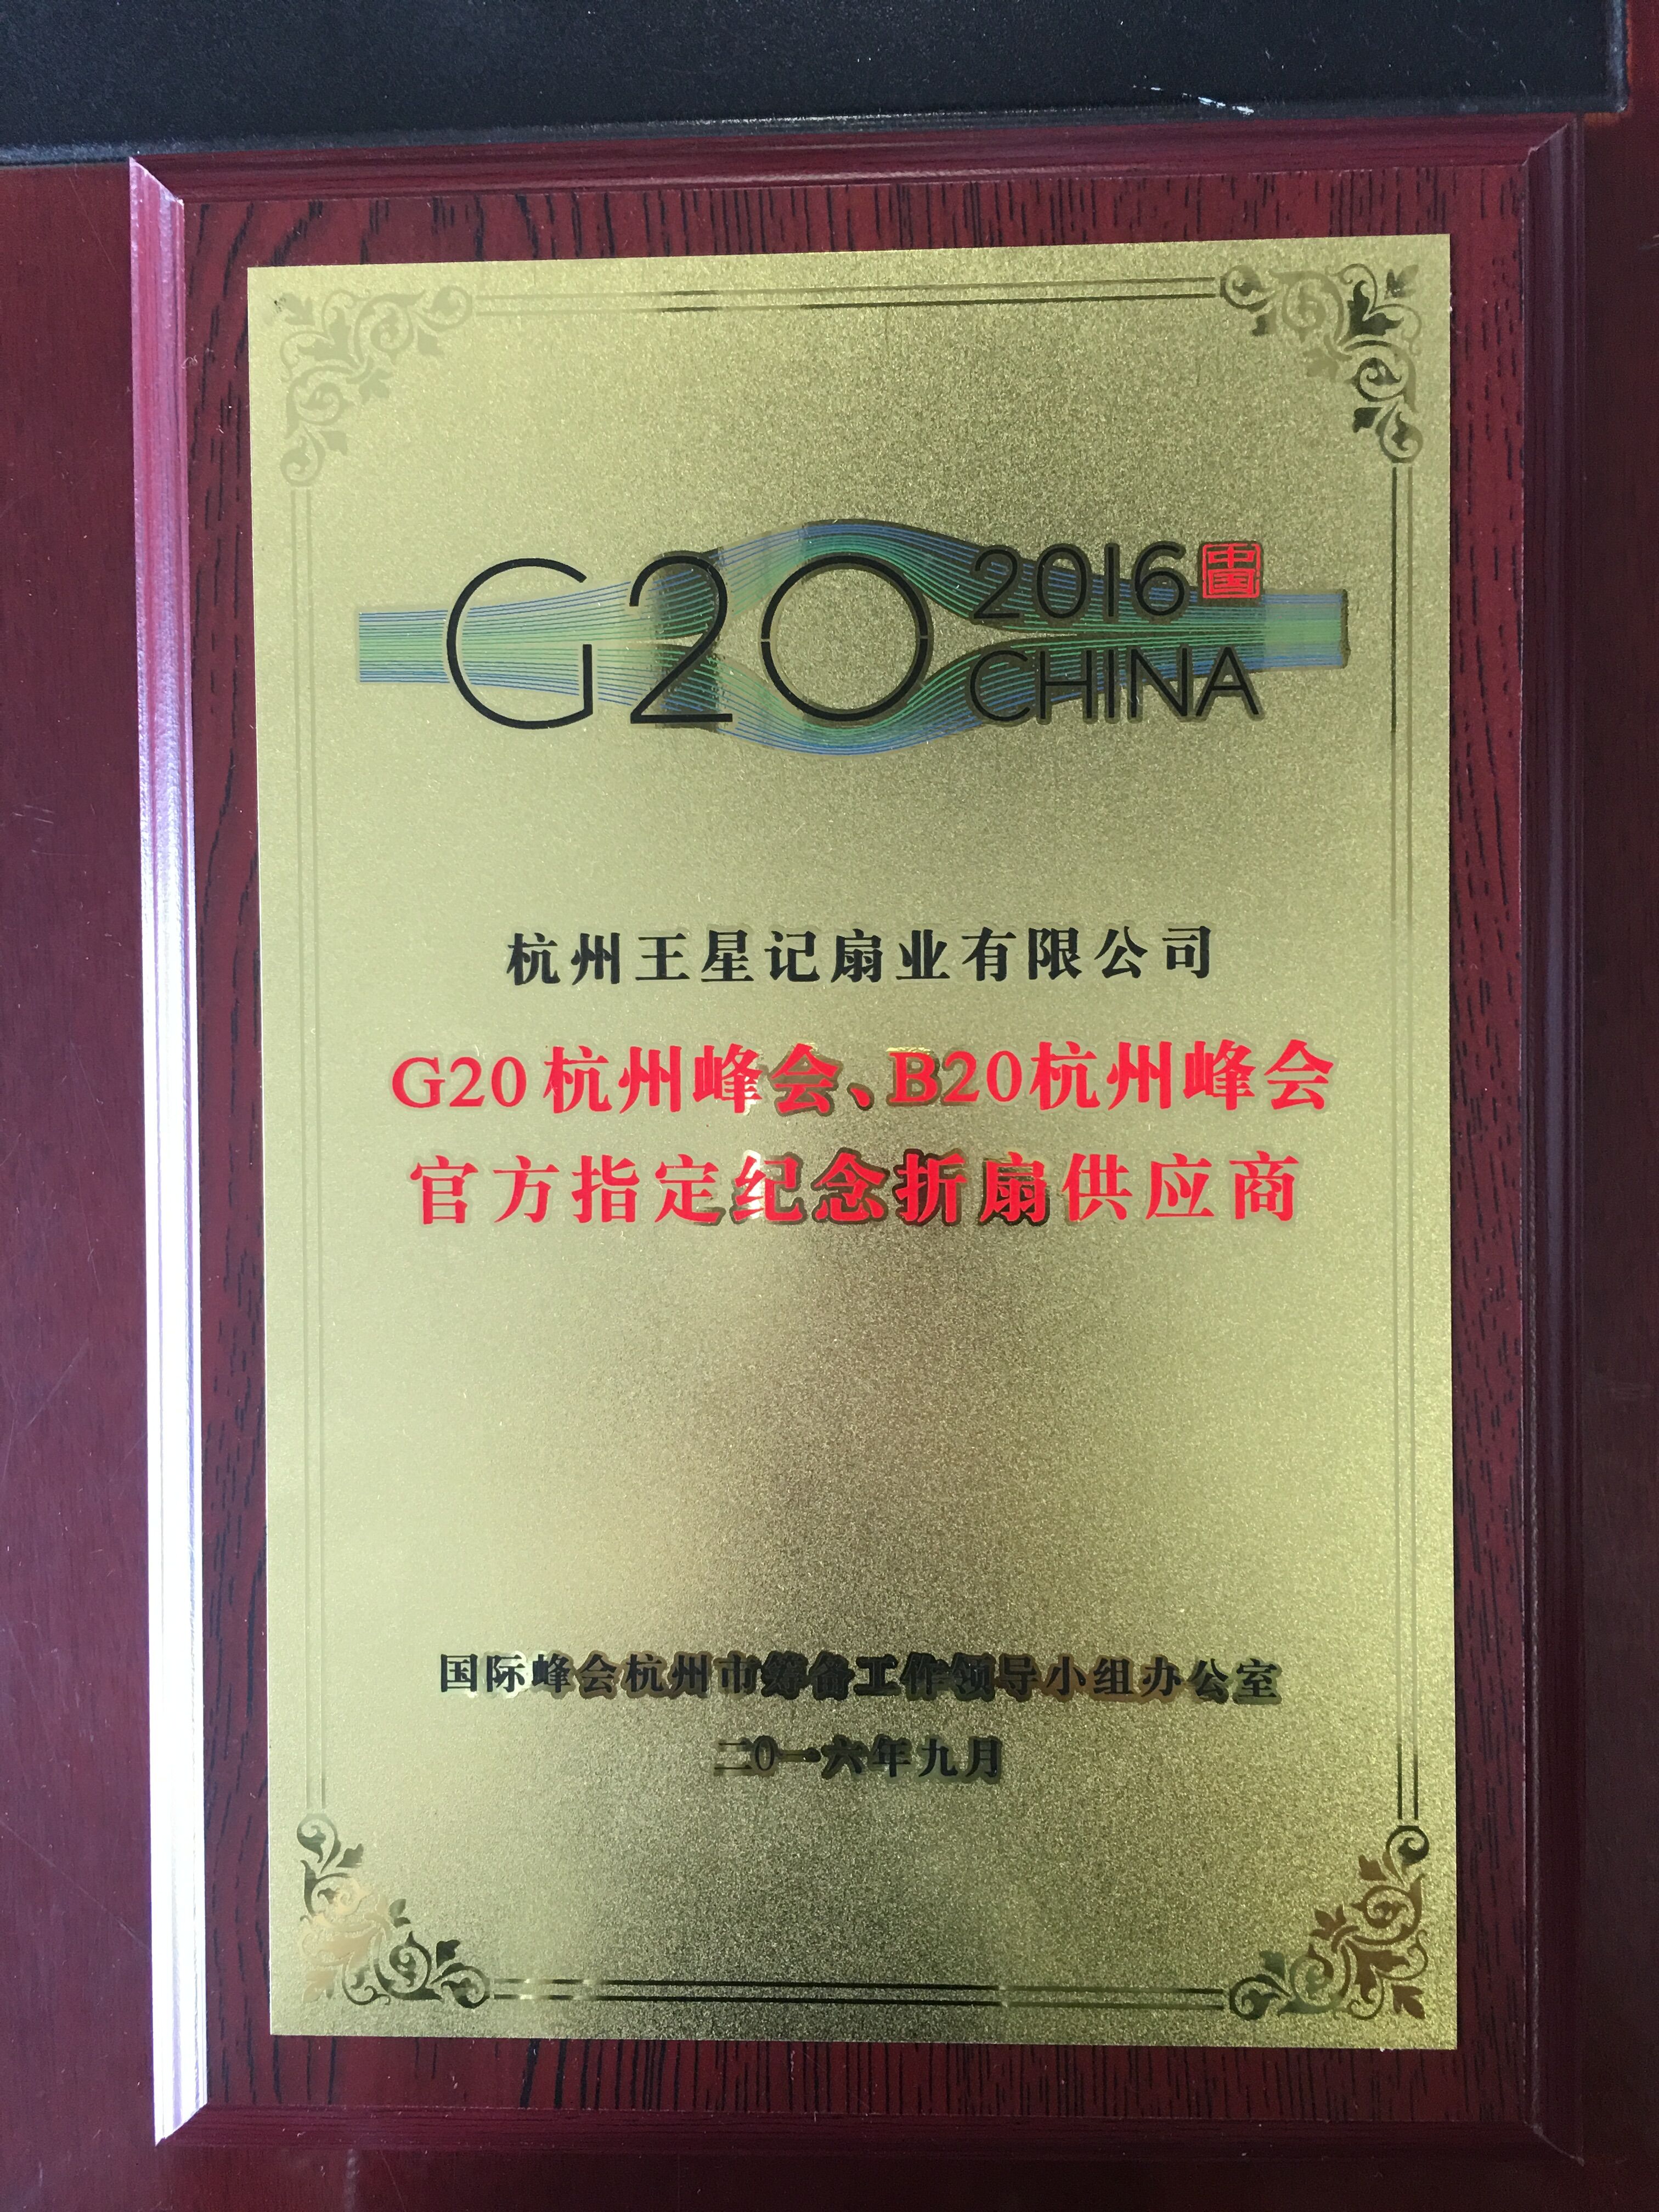 G20 2016 中国
CHINA
杭州王星记扇业有限公司
G20杭州峰会、B20杭州峰会
官方指定纪念折扇供应商
国际峰会杭州市筹备工作领导小组办公室
二0一六年九月